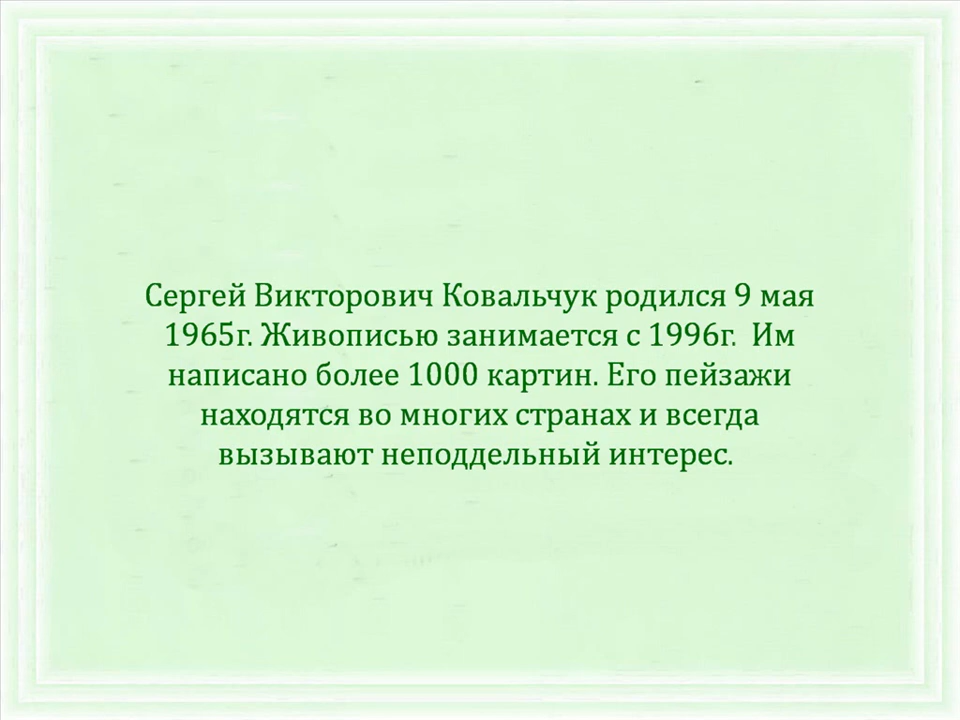 Сергей Викторович Ковальчук родился 9 мая
1965г. Живописью занимается с 1996г.  Им
написано более 1000 картин. Его пейзажи
находятся во многих странах и всегда
вызывают неподдельный интерес.